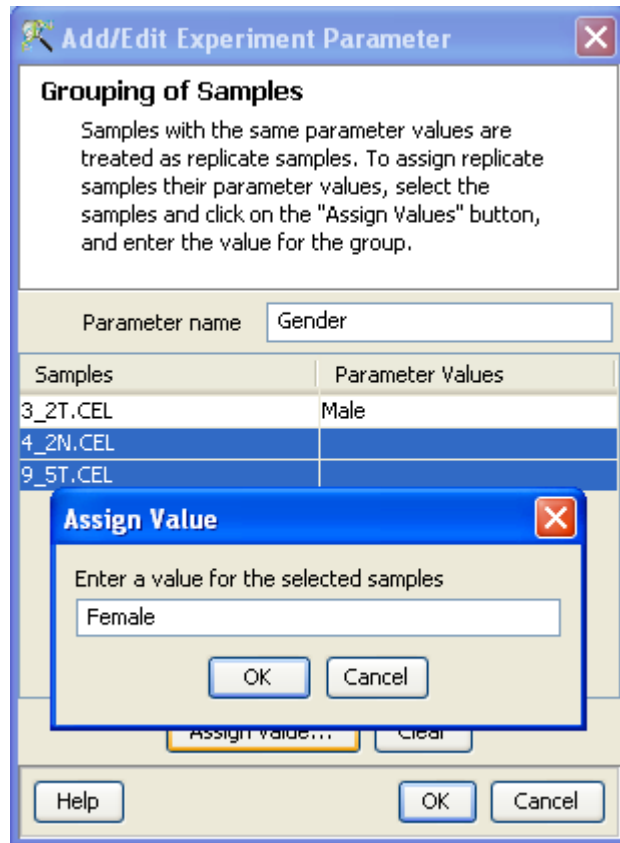 Add/Edit Experiment Parameter
Grouping of Samples
Samples with the same parameter values are
treated as replicate samples. To assign replicate
samples their parameter values, select the
samples and click on the "Assign Values" button,
and enter the value for the group.
Parameter name Gender
Samples Parameter Values
3_2T.CEL Male
4_2N.CEL
9_5T.CEL
Assign Value
Enter a value for the selected samples
Female
OK Cancel
Assign Value... Clear
Help OK Cancel